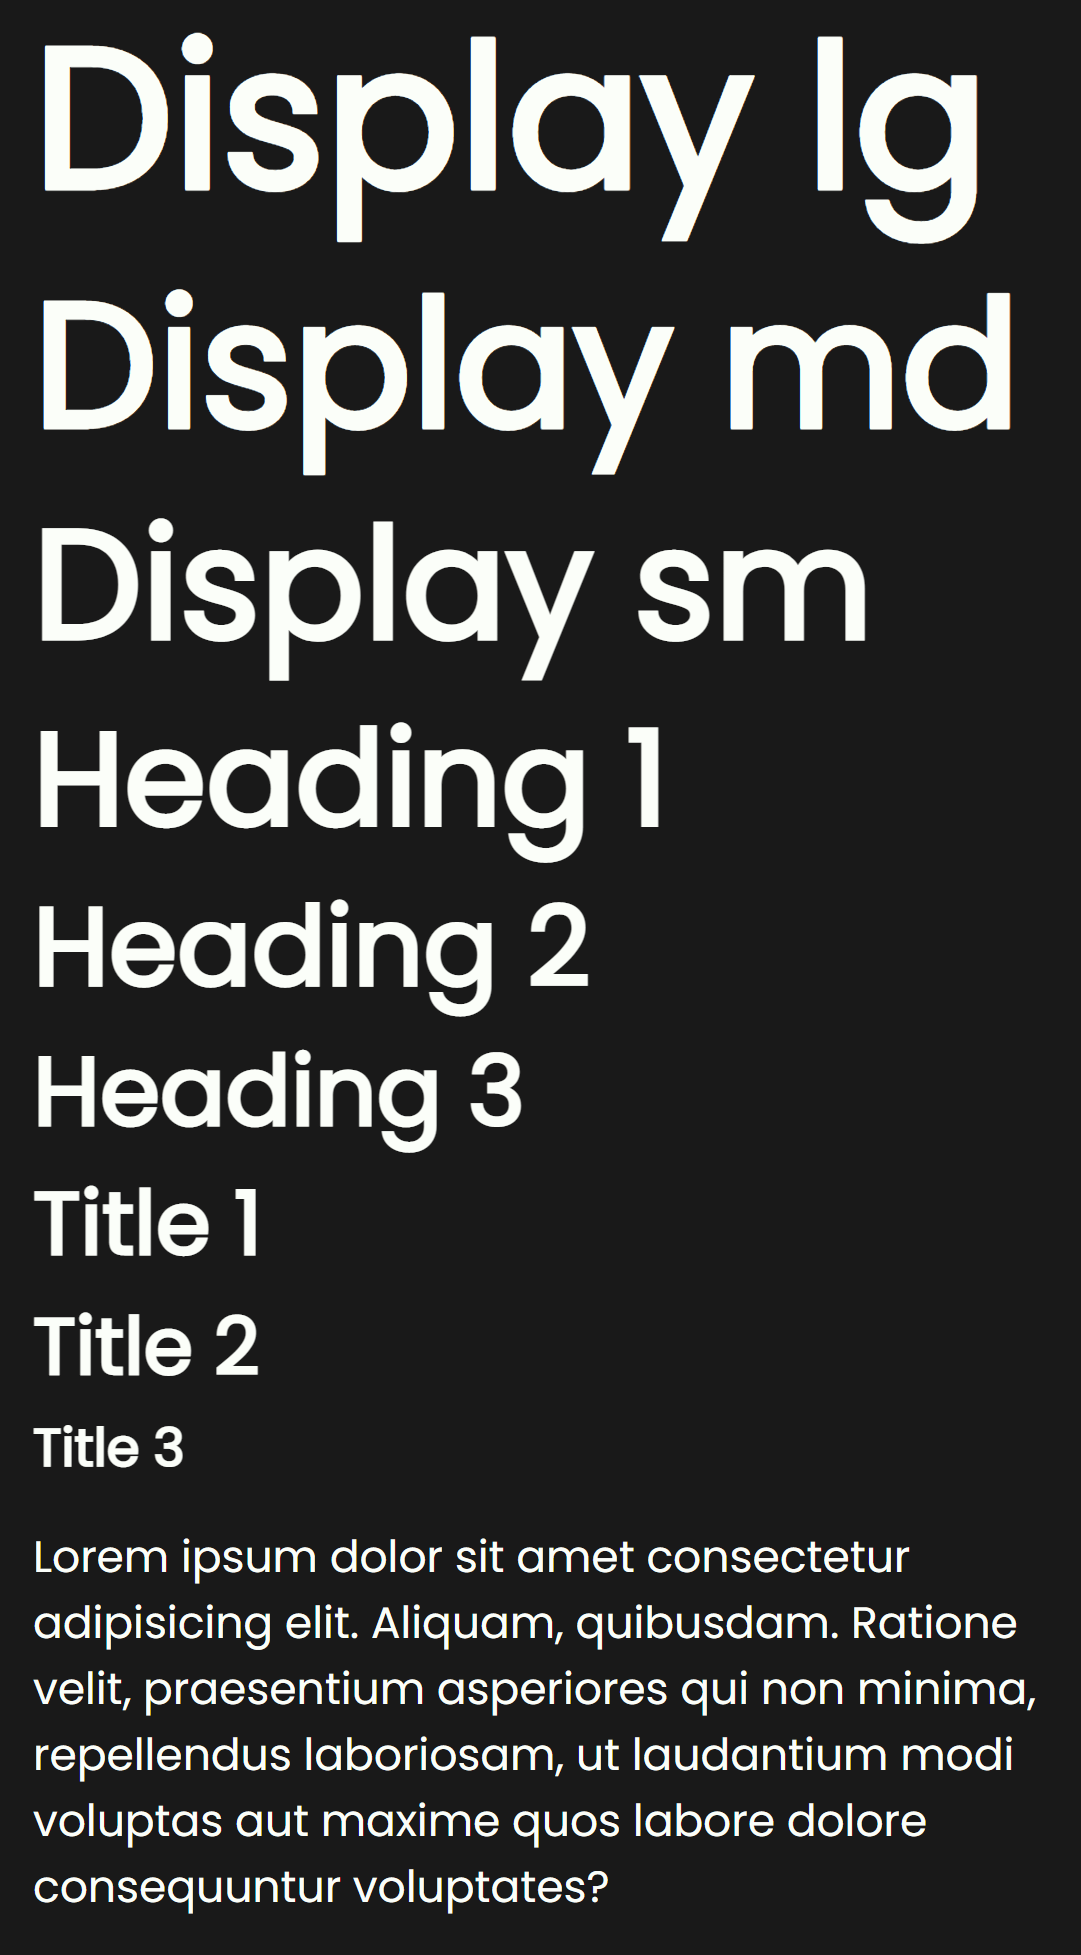 Display lg
Display md
Display sm
Heading 1
Heading 2
Heading 3
Title 1
Title 2
Title 3
Lorem ipsum dolor sit amet consectetur
adipisicing elit. Aliquam, quibusdam. Ratione
velit, praesentium asperiores qui non minima,
repellendus laboriosam, ut laudantium modi
voluptas aut maxime quos labore dolore
consequuntur voluptates?